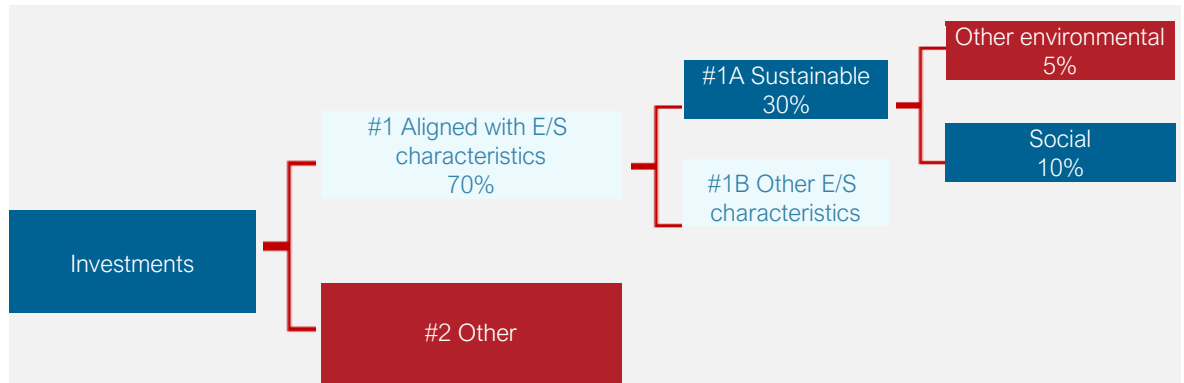 Investments
#1 Aligned with E/S
characteristics
70%
#2 Other
#1A Sustainable
30%
#1B Other E/S
characteristics
Other environmental
5%
Social
10%